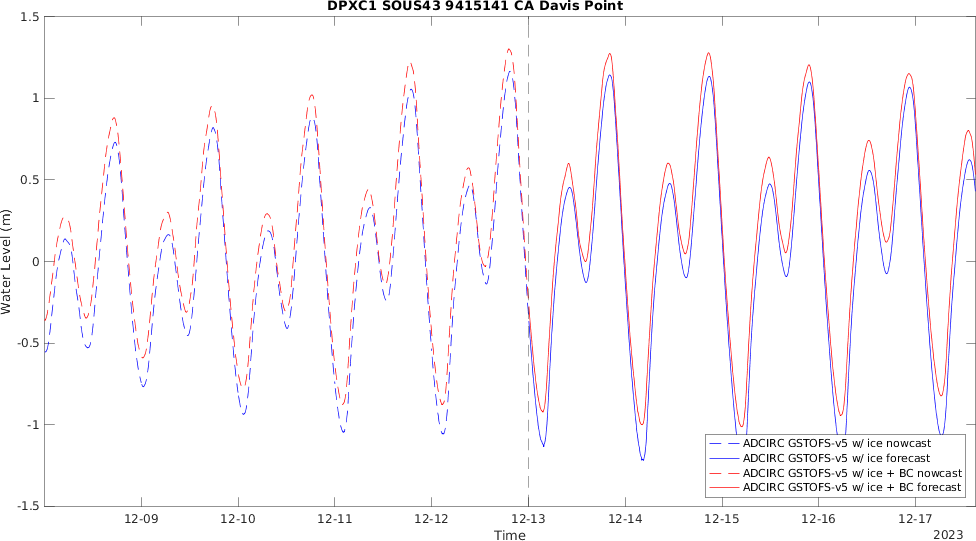 DPXC1 SOUS43 9415141 CA Davis Point
1.5
1
0.5
0
-0.5
-1
-1.5
Water Level (m)
ADCIRC GSTOFS-v5 w/ ice nowcast
ADCIRC GSTOFS-v5 w/ ice forecast
ADCIRC GSTOFS-v5 w/ ice + BC nowcast
ADCIRC GSTOFS-v5 w/ ice + BC forecast
12-09 12-10 12-11 12-12 12-13 12-14 12-15 12-16 12-17
Time
2023